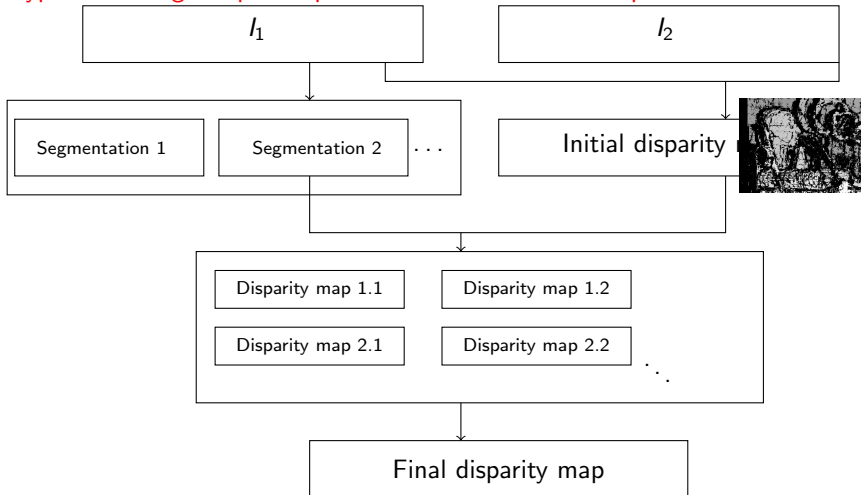 I1 I2
Segmentation 1 Segmentation 2 ... Initial disparity
Disparity map 1.1 Disparity map 1.2
Disparity map 2.1 Disparity map 2.2
⋱
Final disparity map